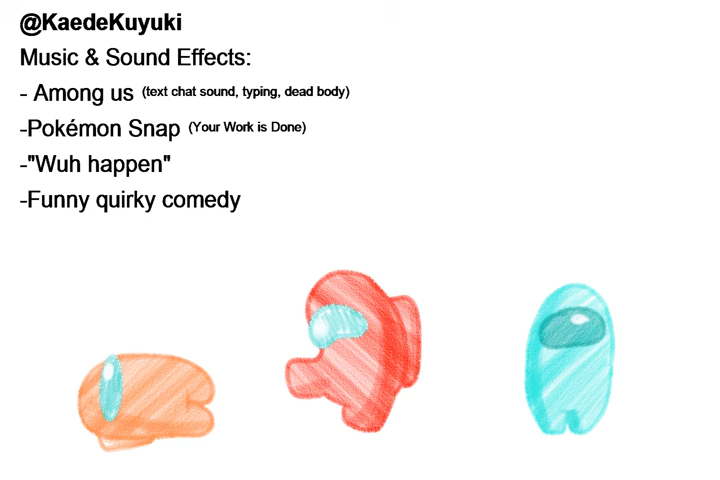 @KaedeKuyuki
Music & Sound Effects:
- Among us (text chat sound, typing, dead body)
-Pokémon Snap (Your Work is Done)
-"Wuh happen"
-Funny quirky comedy